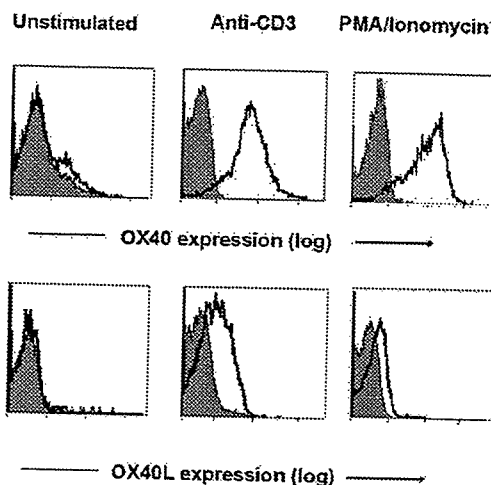 Unstimulated Anti-CD3 PMA/Ionomycin
OX40 expression (log)
OX40L expression (log)